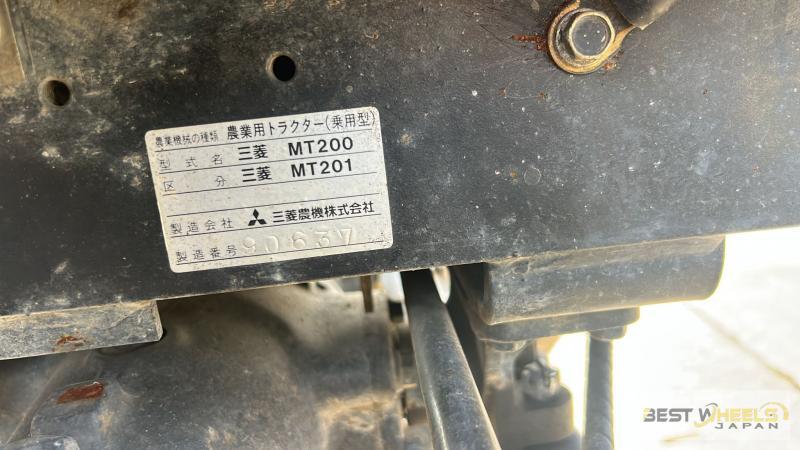 農業機械の種類 農業用トラクター(乗用型)
型式名 三菱 MT200
区分 三菱 MT201
製造会社 三菱農機株式会社
製造番号 90637
BEST WHEELS
JAPAN